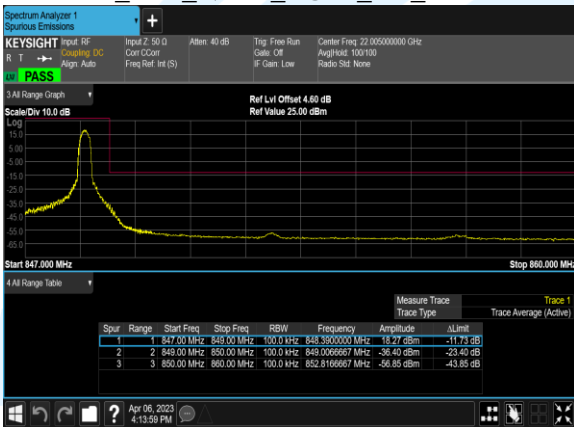 Spectrum Analyzer 1
Spurious Emissions
KEYSIGHT Input: RF Input Z: 50 Ω Atten: 40 dB Trig: Free Run Center Freq: 22.005000000 GHz
R T Coupling: DC Corr CCorr Gate: Off Avg|Hold: 100/100
Align: Auto Freq Ref: Int (S) IF Gain: Low Radio Std: None
PASS
3 All Range Graph
Ref Lvl Offset 4.60 dB
Scale/Div 10.0 dB Ref Value 25.00 dBm
Log
15.0
5.00
-5.00
-15.0
-25.0
-35.0
-45.0
-55.0
-65.0
Start 847.000 MHz Stop 860.000 MHz
4 All Range Table
Measure Trace Trace 1
Trace Type Trace Average (Active)
Spur Range Start Freq Stop Freq RBW Frequency Amplitude ΔLimit
1 1 847.00 MHz 849.00 MHz 100.0 kHz 848.3900000 MHz 18.27 dBm -11.73 dB
2 2 849.00 MHz 850.00 MHz 100.0 kHz 849.0066667 MHz -36.40 dBm -23.40 dB
3 3 850.00 MHz 860.00 MHz 100.0 kHz 852.8166667 MHz -56.85 dBm -43.85 dB
? Apr 06, 2023
4:13:59 PM